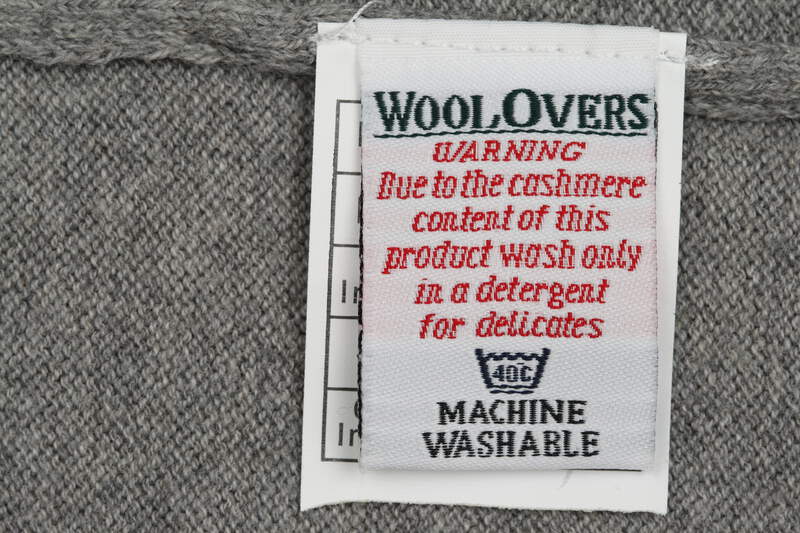 WOOLOVERS
WARNING
Due to the cashmere
content of this
product wash only
in a detergent
for delicates
40C
MACHINE
WASHABLE